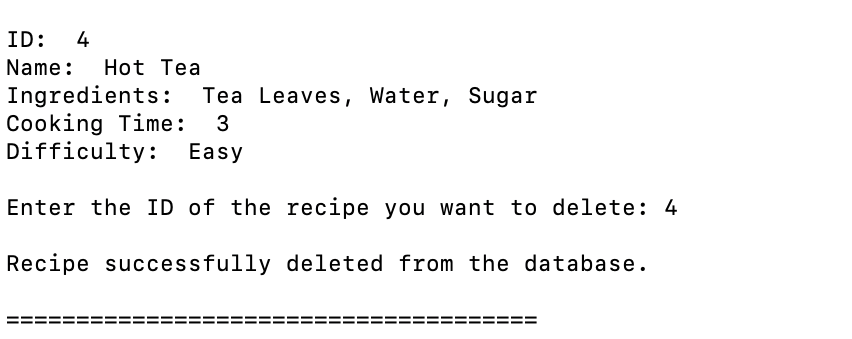 ID:  4
Name:  Hot Tea
Ingredients:  Tea Leaves, Water, Sugar
Cooking Time:  3
Difficulty:  Easy
Enter the ID of the recipe you want to delete: 4
Recipe successfully deleted from the database.
======================================